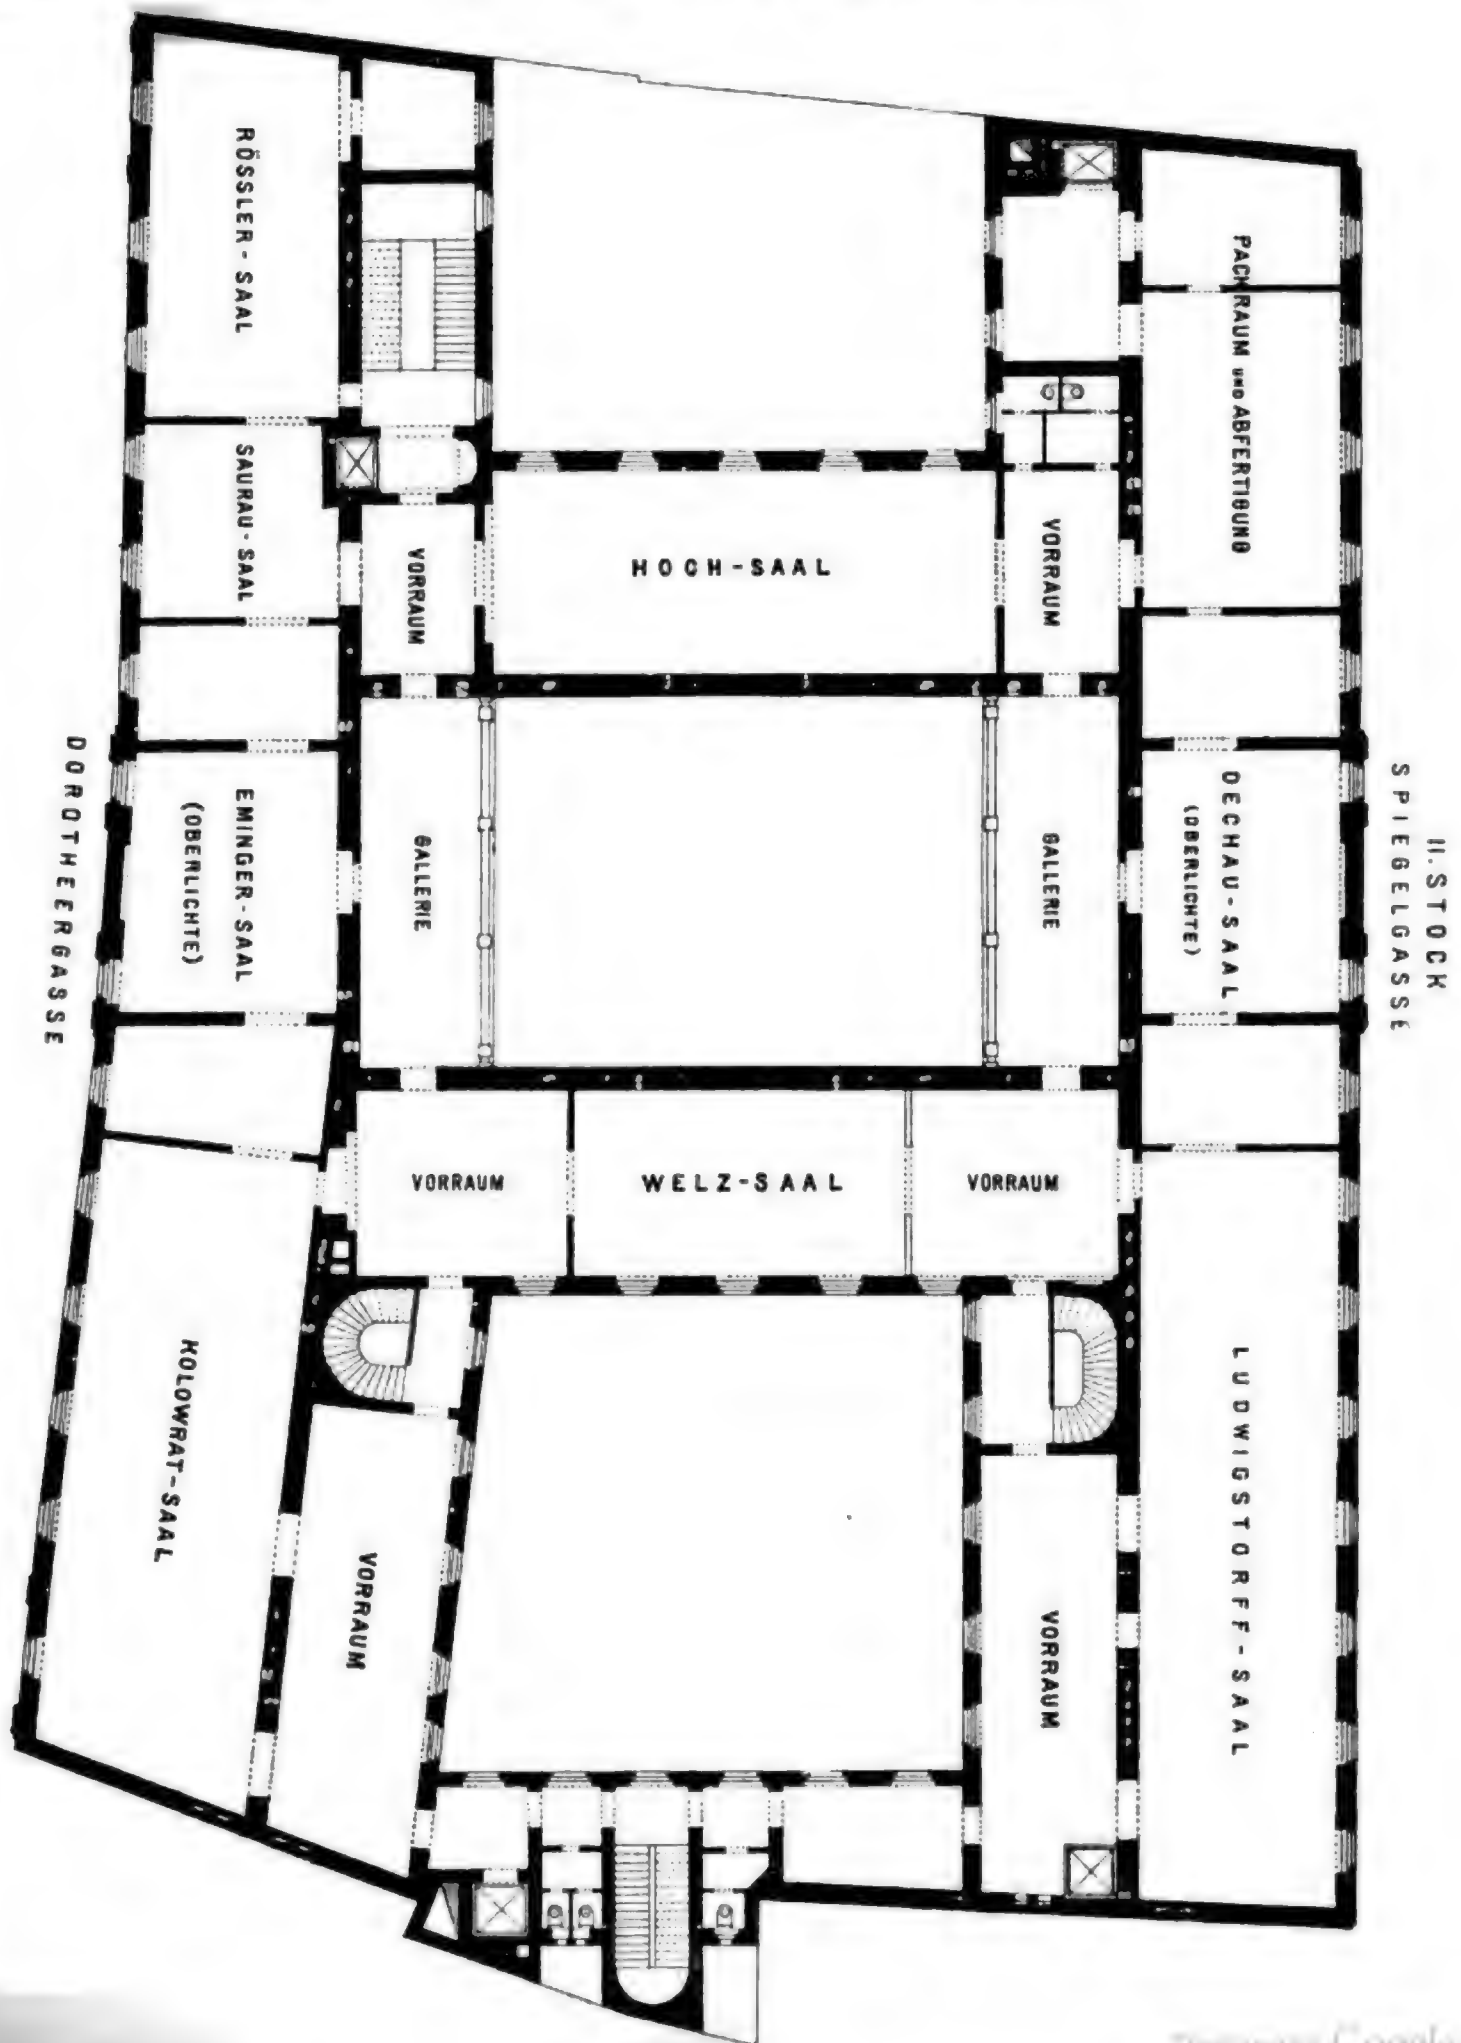 II. STOCK
SPIEGELGASSE
RÖSSLER-SAAL
PACKRAUM UND ABFERTIGUNG
SAURAU-SAAL
VORRAUM
HOCH-SAAL
VORRAUM
DOROTHEERGASSE
EMINGER-SAAL
(OBERLICHTE)
GALLERIE
GALLERIE
DECHAU-SAAL
(OBERLICHTE)
VORRAUM
WELZ-SAAL
VORRAUM
KOLOWRAT-SAAL
VORRAUM
VORRAUM
LUDWIGSTORFF-SAAL